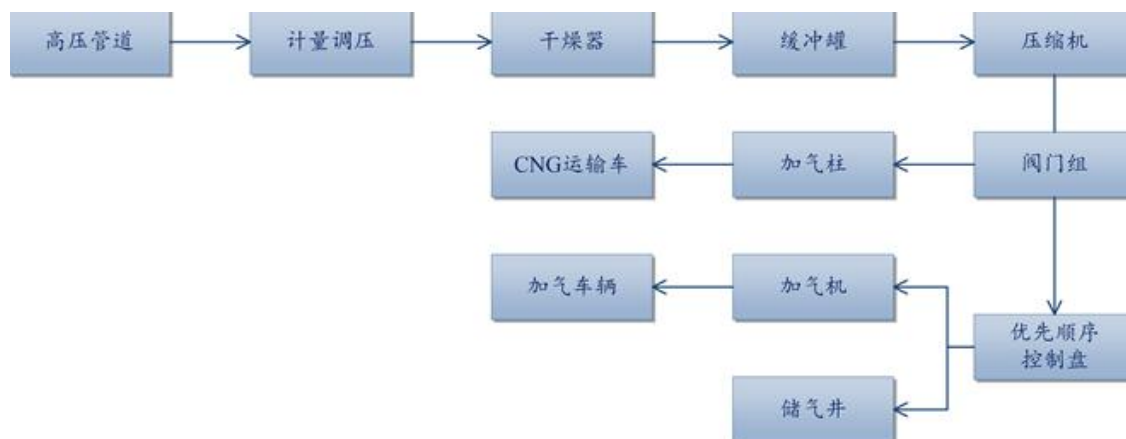 高压管道
计量调压
干燥器
缓冲罐
压缩机
CNG运输车
加气柱
阀门组
加气车辆
加气机
优先顺序
控制盘
储气井